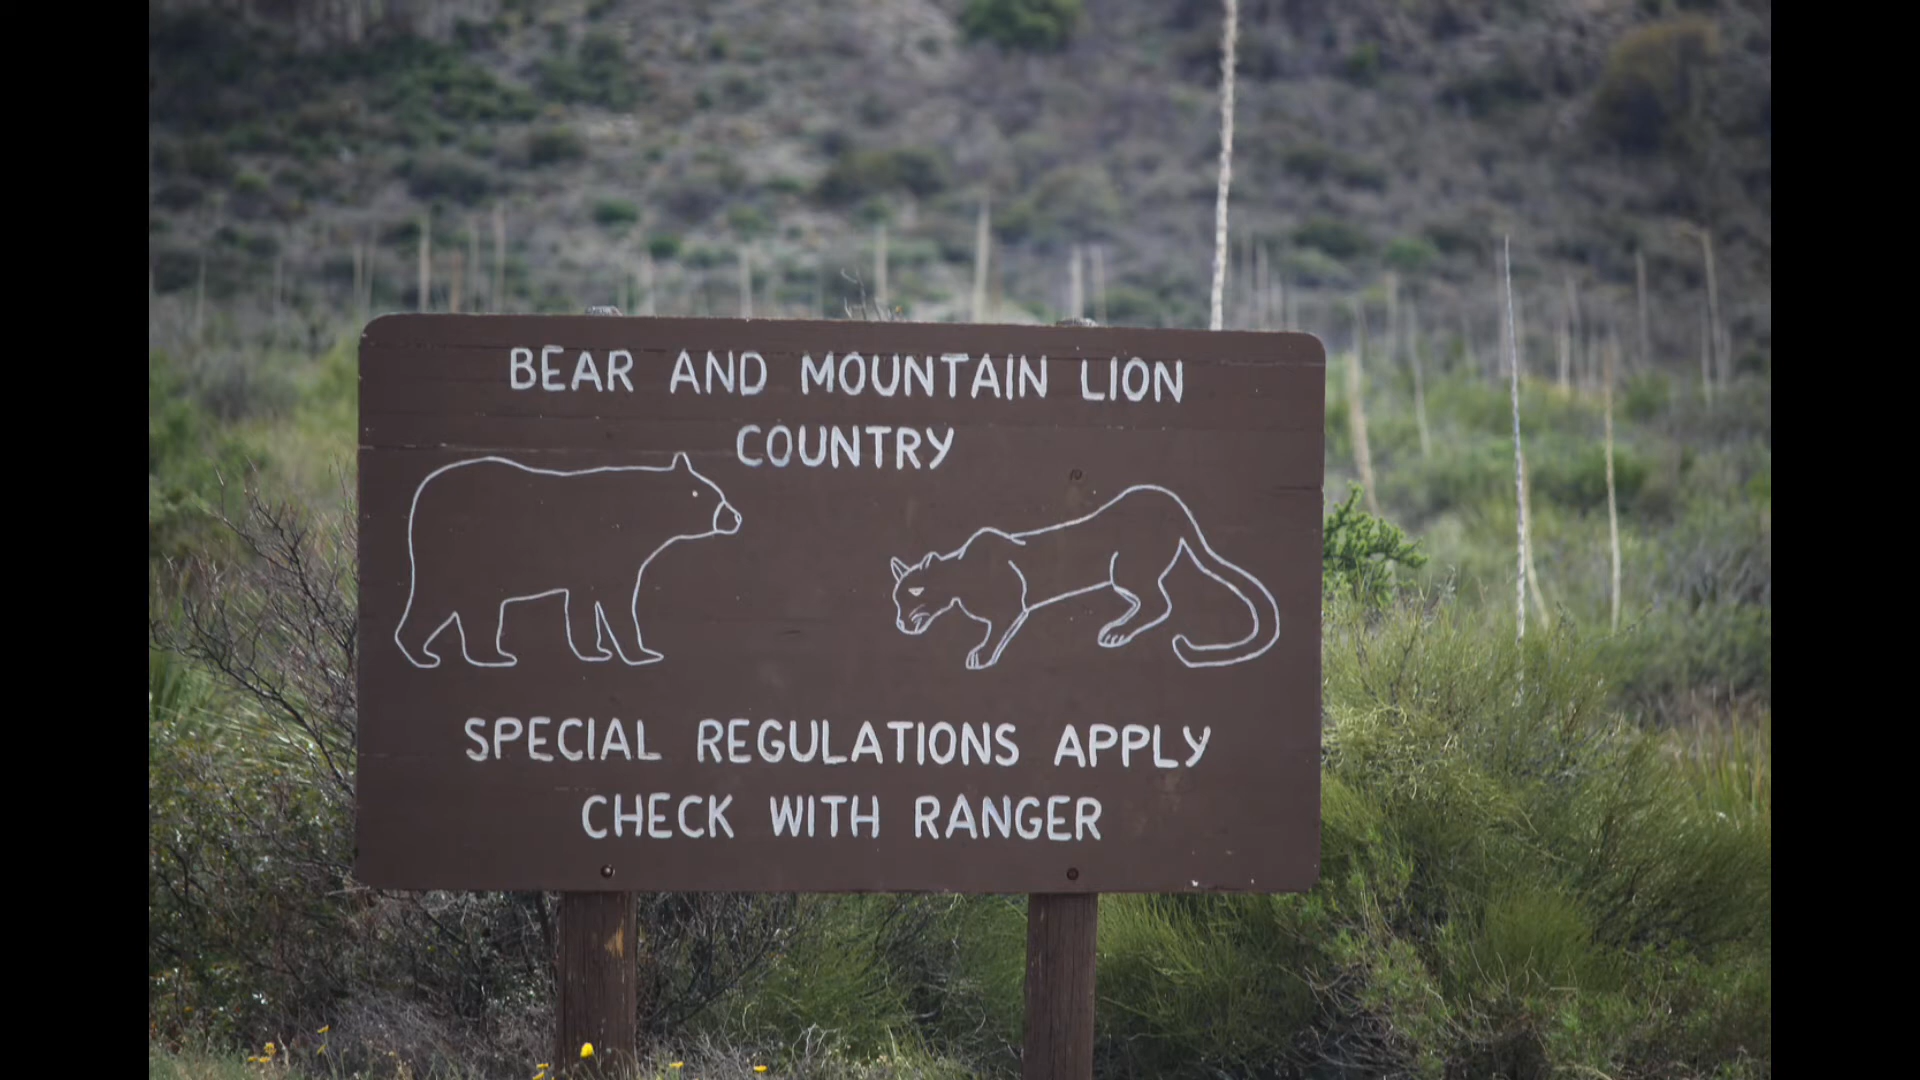 BEAR AND MOUNTAIN LION
COUNTRY
SPECIAL REGULATIONS APPLY
CHECK WITH RANGER